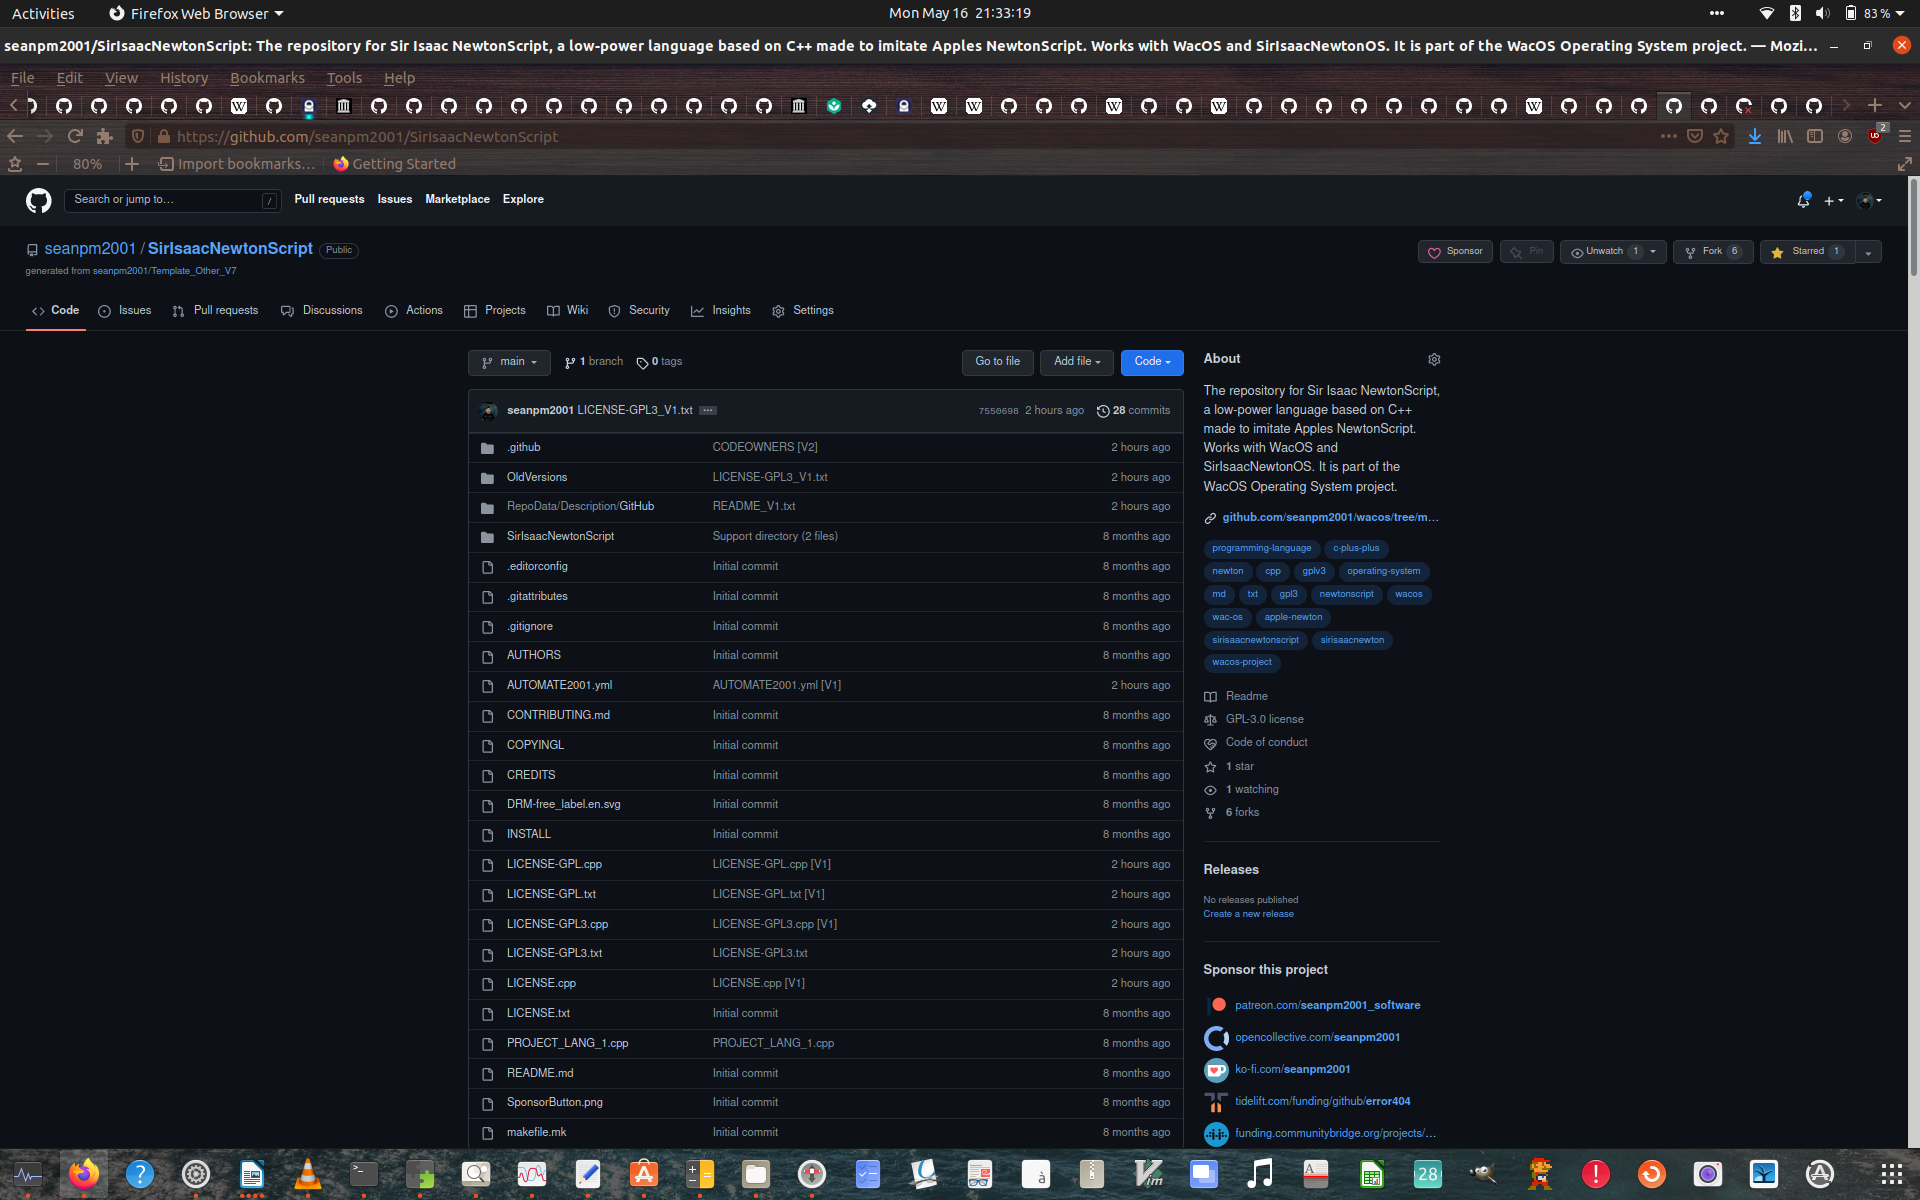 Activities
Firefox Web Browser
Mon May 16 21:33:19
83 %
seanpm2001/SirIsaacNewtonScript: The repository for Sir Isaac NewtonScript, a low-power language based on C++ made to imitate Apples NewtonScript. Works with WacOS and SirIsaacNewtonOS. It is part of the WacOS Operating System project. — Mozi...
File Edit View History Bookmarks Tools Help
https://github.com/seanpm2001/SirIsaacNewtonScript
2
80%
Import bookmarks...
Getting Started
Search or jump to...
/
Pull requests Issues Marketplace Explore
seanpm2001 / SirIsaacNewtonScript Public
generated from seanpm2001/Template_Other_V7
Sponsor
Pin
Unwatch 1
Fork 6
Starred 1
Code Issues Pull requests Discussions Actions Projects Wiki Security Insights Settings
main
1 branch
0 tags
Go to file
Add file
Code
seanpm2001 LICENSE-GPL3_V1.txt ...
7550698 2 hours ago
28 commits
.github CODEOWNERS [V2] 2 hours ago
OldVersions LICENSE-GPL3_V1.txt 2 hours ago
RepoData/Description/GitHub README_V1.txt 2 hours ago
SirIsaacNewtonScript Support directory (2 files) 8 months ago
.editorconfig Initial commit 8 months ago
.gitattributes Initial commit 8 months ago
.gitignore Initial commit 8 months ago
AUTHORS Initial commit 8 months ago
AUTOMATE2001.yml AUTOMATE2001.yml [V1] 2 hours ago
CONTRIBUTING.md Initial commit 8 months ago
COPYINGL Initial commit 8 months ago
CREDITS Initial commit 8 months ago
DRM-free_label.en.svg Initial commit 8 months ago
INSTALL Initial commit 8 months ago
LICENSE-GPL.cpp LICENSE-GPL.cpp [V1] 2 hours ago
LICENSE-GPL.txt LICENSE-GPL.txt [V1] 2 hours ago
LICENSE-GPL3.cpp LICENSE-GPL3.cpp [V1] 2 hours ago
LICENSE-GPL3.txt LICENSE-GPL3.txt 2 hours ago
LICENSE.cpp LICENSE.cpp [V1] 2 hours ago
LICENSE.txt Initial commit 8 months ago
PROJECT_LANG_1.cpp PROJECT_LANG_1.cpp 8 months ago
README.md Initial commit 8 months ago
SponsorButton.png Initial commit 8 months ago
makefile.mk Initial commit 8 months ago
About
The repository for Sir Isaac NewtonScript,
a low-power language based on C++
made to imitate Apples NewtonScript.
Works with WacOS and
SirIsaacNewtonOS. It is part of the
WacOS Operating System project.
github.com/seanpm2001/wacos/tree/m...
programming-language c-plus-plus
newton cpp gplv3 operating-system
md txt gpl3 newtonscript wacos
wac-os apple-newton
sirisaacnewtonscript sirisaacnewton
wacos-project
Readme
GPL-3.0 license
Code of conduct
1 star
1 watching
6 forks
Releases
No releases published
Create a new release
Sponsor this project
patreon.com/seanpm2001_software
opencollective.com/seanpm2001
ko-fi.com/seanpm2001
tidelift.com/funding/github/error404
funding.communitybridge.org/projects/...
28